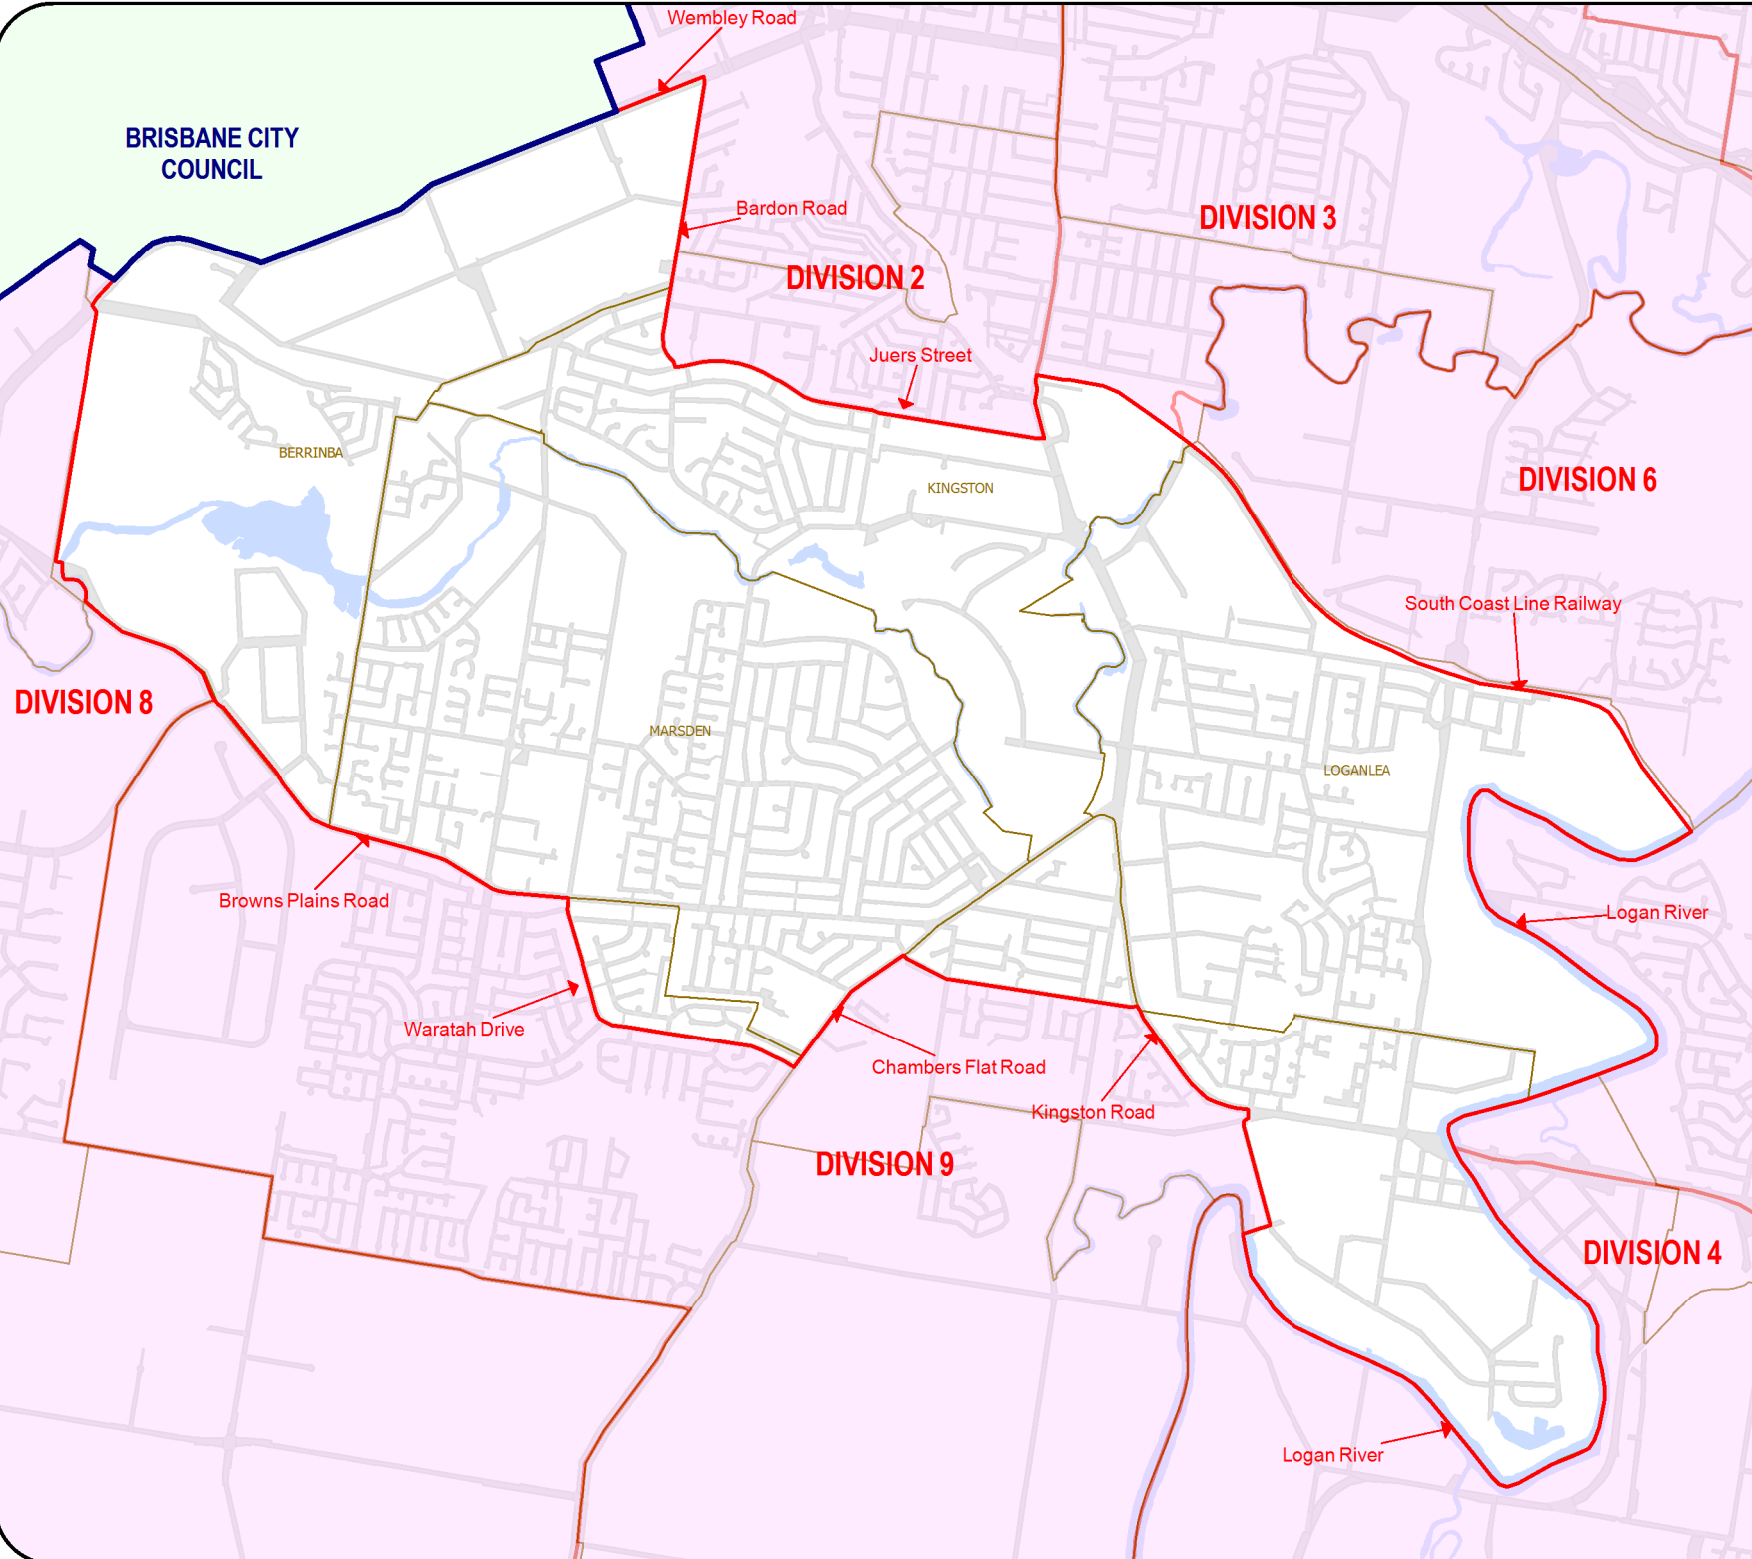 Wembley Road
BRISBANE CITY
COUNCIL
Bardon Road
DIVISION 3
DIVISION 2
Juers Street
BERRINBA
KINGSTON
DIVISION 6
South Coast Line Railway
DIVISION 8
MARSDEN
LOGANLEA
Browns Plains Road
Logan River
Waratah Drive
Chambers Flat Road
Kingston Road
DIVISION 9
DIVISION 4
Logan River